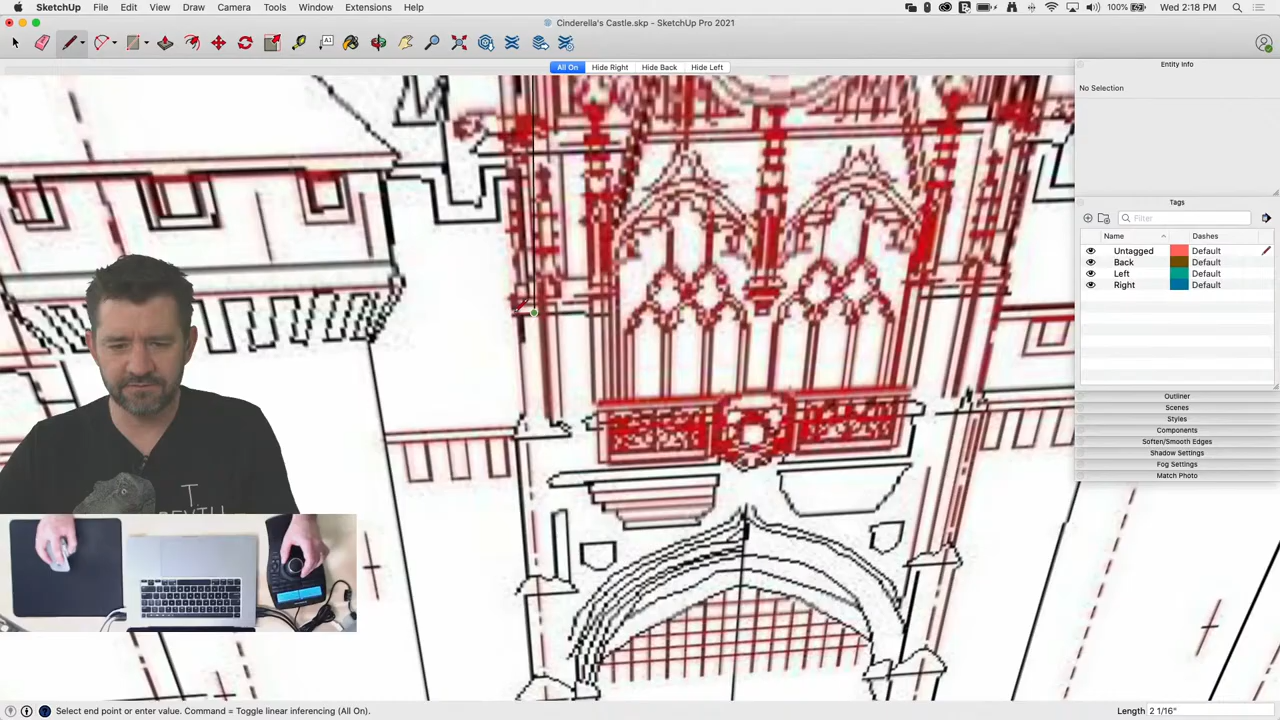 SketchUp File Edit View Draw Camera Tools Window Extensions Help
100% Wed 2:18 PM
Cinderella's Castle.skp - SketchUp Pro 2021
All On Hide Right Hide Back Hide Left
Entity Info
No Selection
Tags
Filter
Name Dashes
Untagged Default
Back Default
Left Default
Right Default
Outliner
Scenes
Styles
Components
Soften/Smooth Edges
Shadow Settings
Fog Settings
Match Photo
Select end point or enter value. Command = Toggle linear inferencing (All On).
Length 2 1/16"